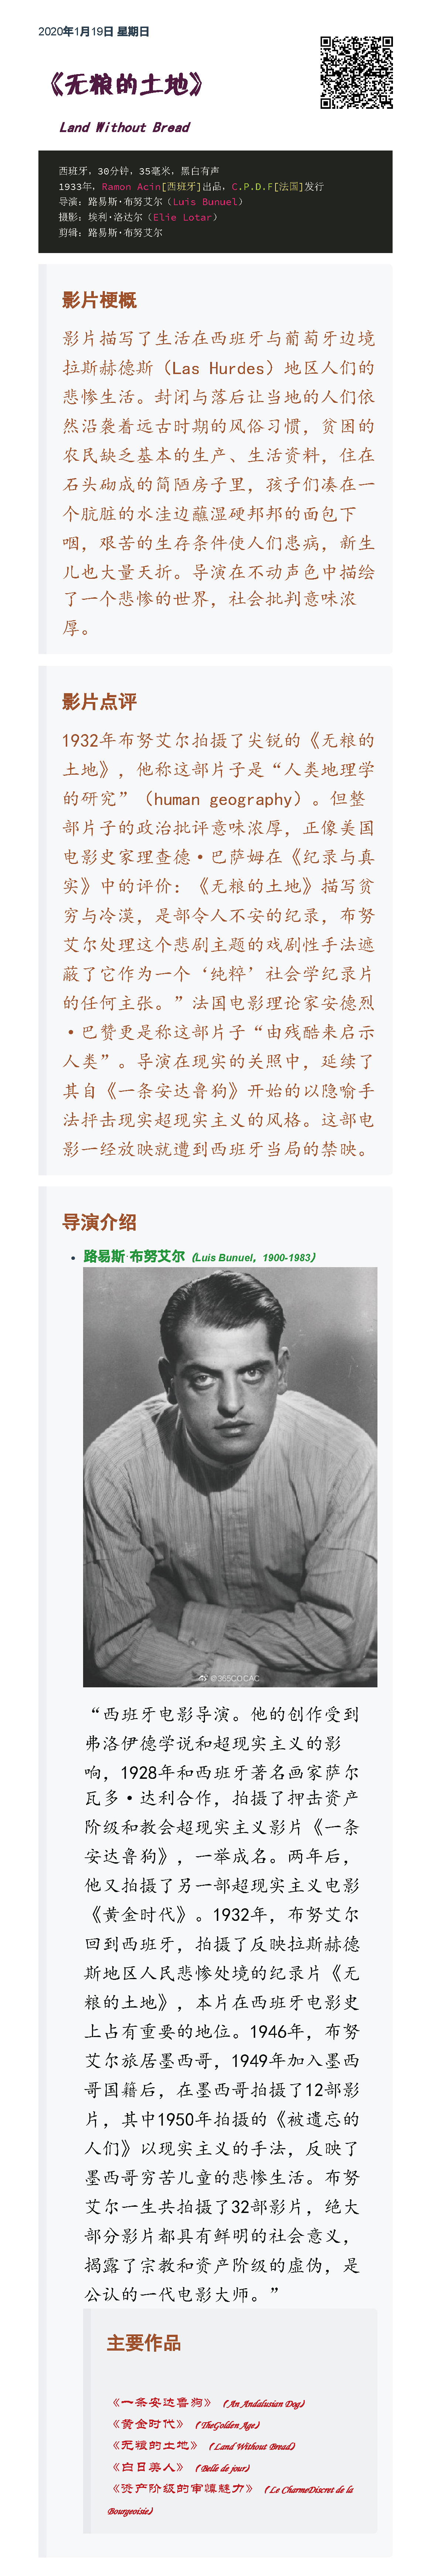 2020年1月19日 星期日
《无粮的土地》
Land Without Bread
西班牙，30分钟，35毫米，黑白有声
1933年，Ramon Acin[西班牙]出品，C.P.D.F[法国]发行
导演：路易斯·布努艾尔（Luis Bunuel）
摄影：埃利·洛达尔（Elie Lotar）
剪辑：路易斯·布努艾尔
影片梗概
影片描写了生活在西班牙与葡萄牙边境
拉斯赫德斯（Las Hurdes）地区人们的
悲惨生活。封闭与落后让当地的人们依
然沿袭着远古时期的风俗习惯，贫困的
农民缺乏基本的生产、生活资料，住在
石头砌成的简陋房子里，孩子们凑在一
个肮脏的水洼边蘸湿硬邦邦的面包下
咽，艰苦的生存条件使人们患病，新生
儿也大量夭折。导演在不动声色中描绘
了一个悲惨的世界，社会批判意味浓
厚。
影片点评
1932年布努艾尔拍摄了尖锐的《无粮的
土地》，他称这部片子是“人类地理学
的研究”（human geography）。但整
部片子的政治批评意味浓厚，正像美国
电影史家理查德·巴萨姆在《纪录与真
实》中的评价：《无粮的土地》描写贫
穷与冷漠，是部令人不安的纪录，布努
艾尔处理这个悲剧主题的戏剧性手法遮
蔽了它作为一个‘纯粹’社会学纪录片
的任何主张。”法国电影理论家安德烈
·巴赞更是称这部片子“由残酷来启示
人类”。导演在现实的关照中，延续了
其自《一条安达鲁狗》开始的以隐喻手
法抨击现实超现实主义的风格。这部电
影一经放映就遭到西班牙当局的禁映。
导演介绍
路易斯·布努艾尔 （Luis Bunuel，1900-1983）
@365COCAC
“西班牙电影导演。他的创作受到
弗洛伊德学说和超现实主义的影
响，1928年和西班牙著名画家萨尔
瓦多·达利合作，拍摄了抨击资产
阶级和教会超现实主义影片《一条
安达鲁狗》，一举成名。两年后，
他又拍摄了另一部超现实主义电影
《黄金时代》。1932年，布努艾尔
回到西班牙，拍摄了反映拉斯赫德
斯地区人民悲惨处境的纪录片《无
粮的土地》，本片在西班牙电影史
上占有重要的地位。1946年，布努
艾尔旅居墨西哥，1949年加入墨西
哥国籍后，在墨西哥拍摄了12部影
片，其中1950年拍摄的《被遗忘的
人们》以现实主义的手法，反映了
墨西哥穷苦儿童的悲惨生活。布努
艾尔一生共拍摄了32部影片，绝大
部分影片都具有鲜明的社会意义，
揭露了宗教和资产阶级的虚伪，是
公认的一代电影大师。”
主要作品
《一条安达鲁狗》（An Andalusian Dog）
《黄金时代》（TheGolden Age）
《无粮的土地》（Land Without Bread）
《白日美人》（Belle de jour）
《资产阶级的审慎魅力》（Le CharmeDiscret de la
Bourgeoisie）